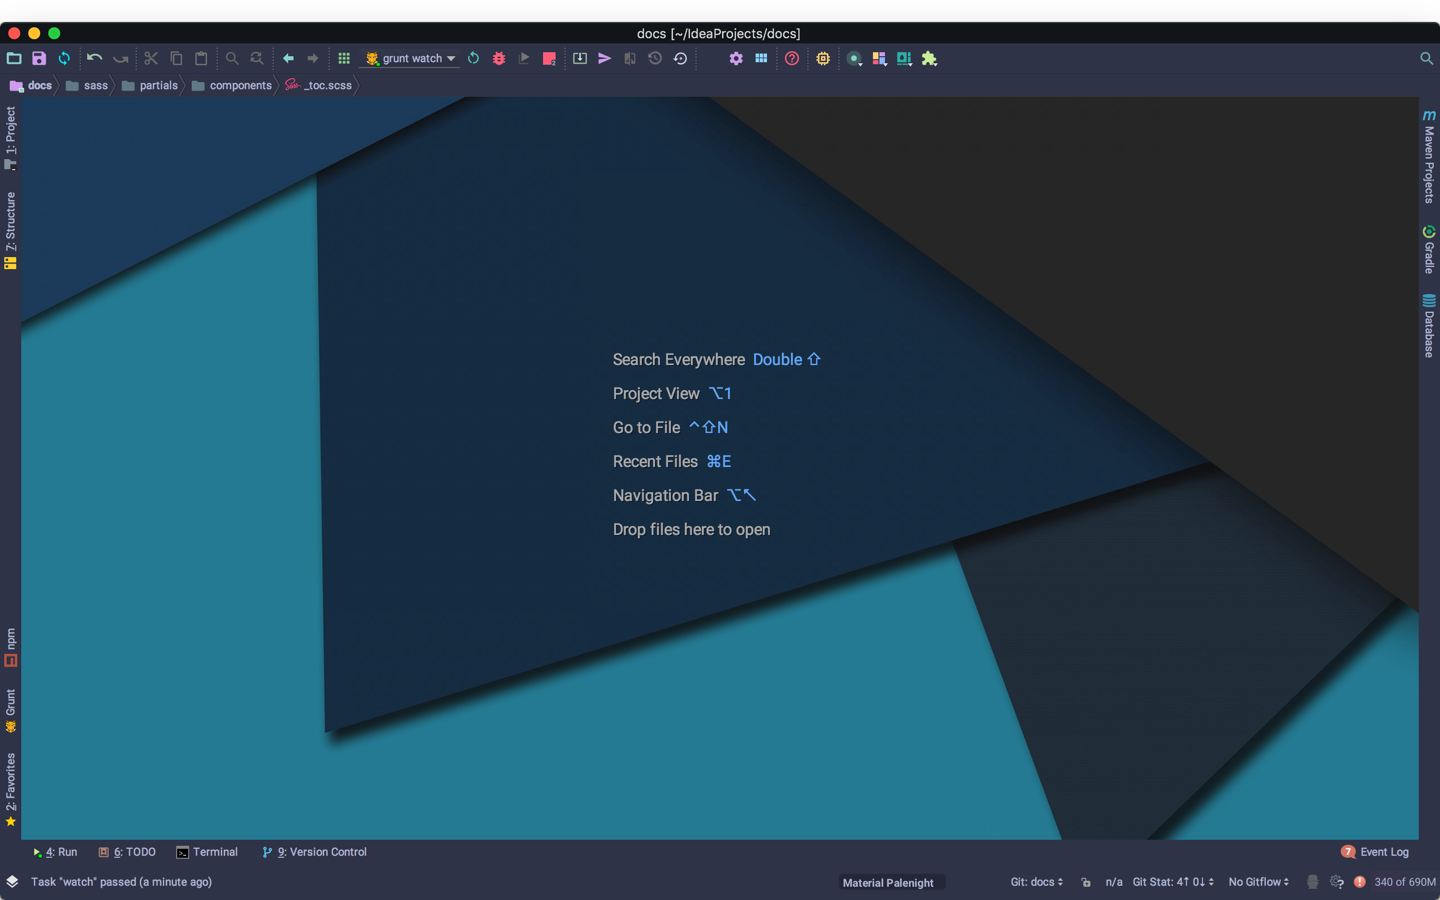 docs [~/IdeaProjects/docs]
grunt watch
docs
sass
partials
components
_toc.scss
1: Project
7: Structure
npm
Grunt
2: Favorites
Search Everywhere Double ⇧
Project View ⌥1
Go to File ^⇧N
Recent Files ⌘E
Navigation Bar ⌥↖
Drop files here to open
m
Maven Projects
Gradle
Database
4: Run
6: TODO
Terminal
9: Version Control
7 Event Log
Task "watch" passed (a minute ago)
Material Palenight
Git: docs
n/a
Git Stat: 4↑ 0↓
No Gitflow
340 of 690M